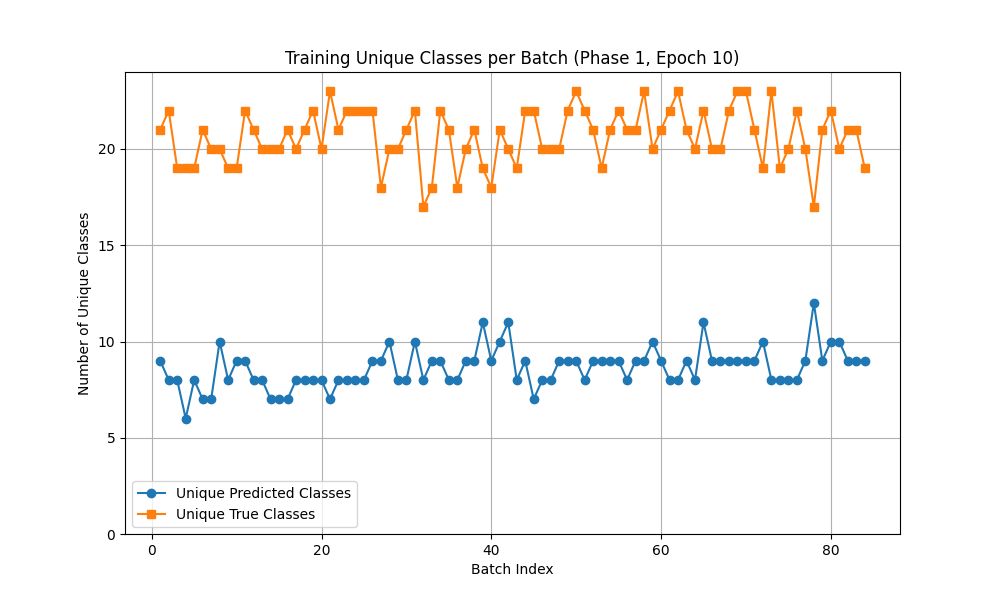 Training Unique Classes per Batch (Phase 1, Epoch 10)
Number of Unique Classes
20
15
10
5
0
Unique Predicted Classes
Unique True Classes
0 20 40 60 80
Batch Index